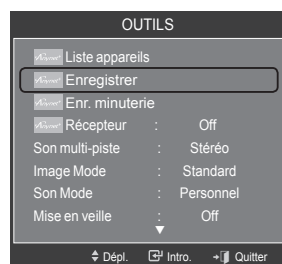 OUTILS
Liste appareils
Enregistrer
Enr. minuterie
Récepteur : Off
Son multi-piste : Stéréo
Image Mode : Standard
Son Mode : Personnel
Mise en veille : Off
Dépl. Intro. Quitter